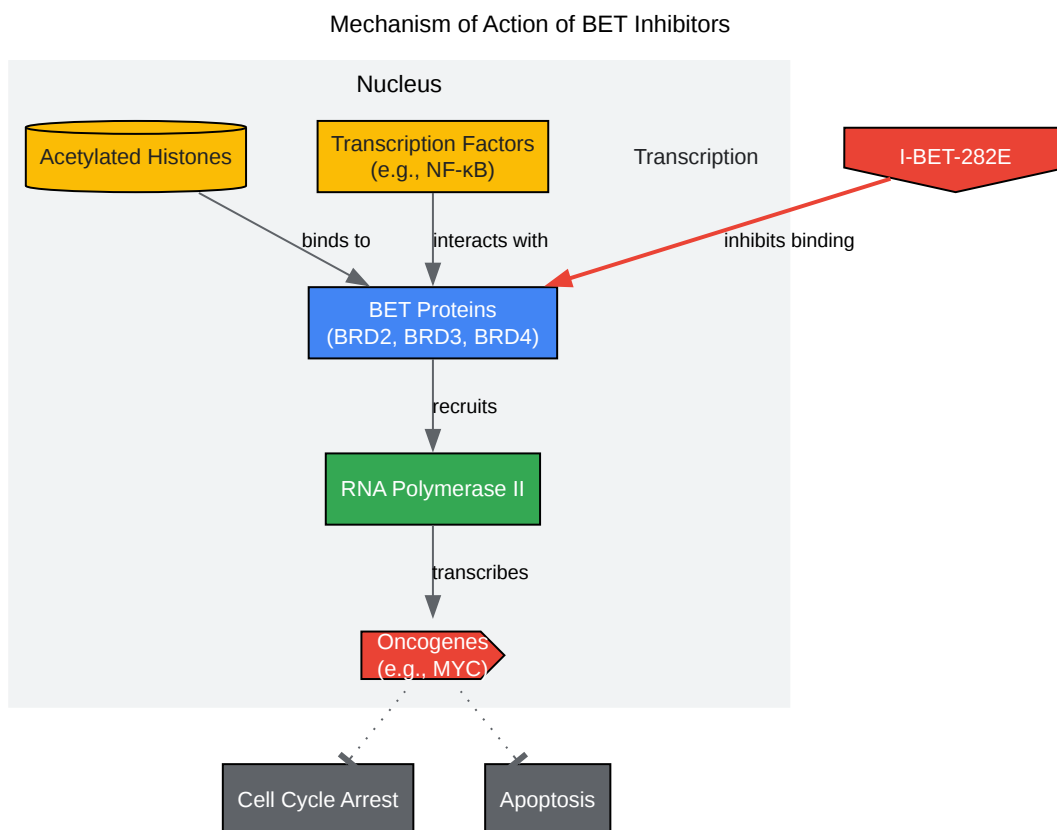 Mechanism of Action of BET Inhibitors
Nucleus
Acetylated Histones
Transcription Factors
(e.g., NF-κB)
Transcription
I-BET-282E
binds to
interacts with
inhibits binding
BET Proteins
(BRD2, BRD3, BRD4)
recruits
RNA Polymerase II
transcribes
Oncogenes
(e.g., MYC)
Cell Cycle Arrest
Apoptosis